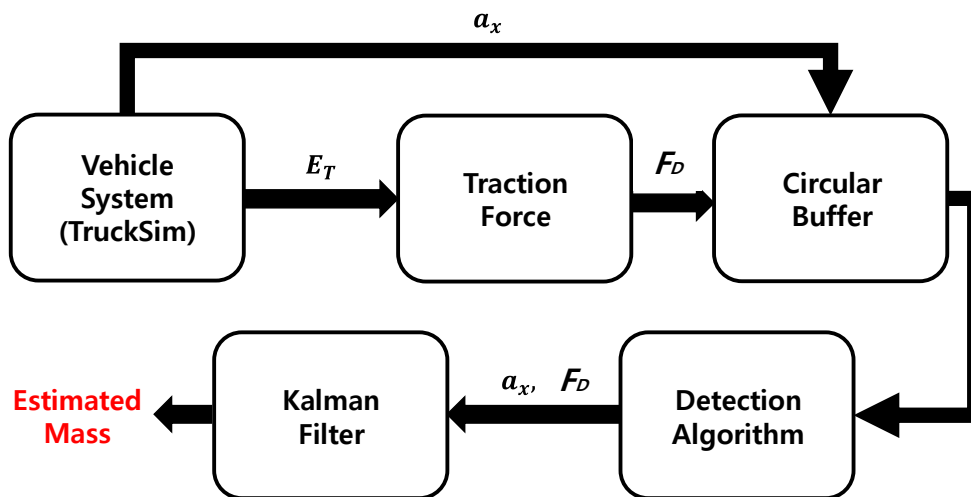 a_x
Vehicle
System
(TruckSim)
E_T
Traction
Force
F_D
Circular
Buffer
Estimated
Mass
Kalman
Filter
a_x, F_D
Detection
Algorithm